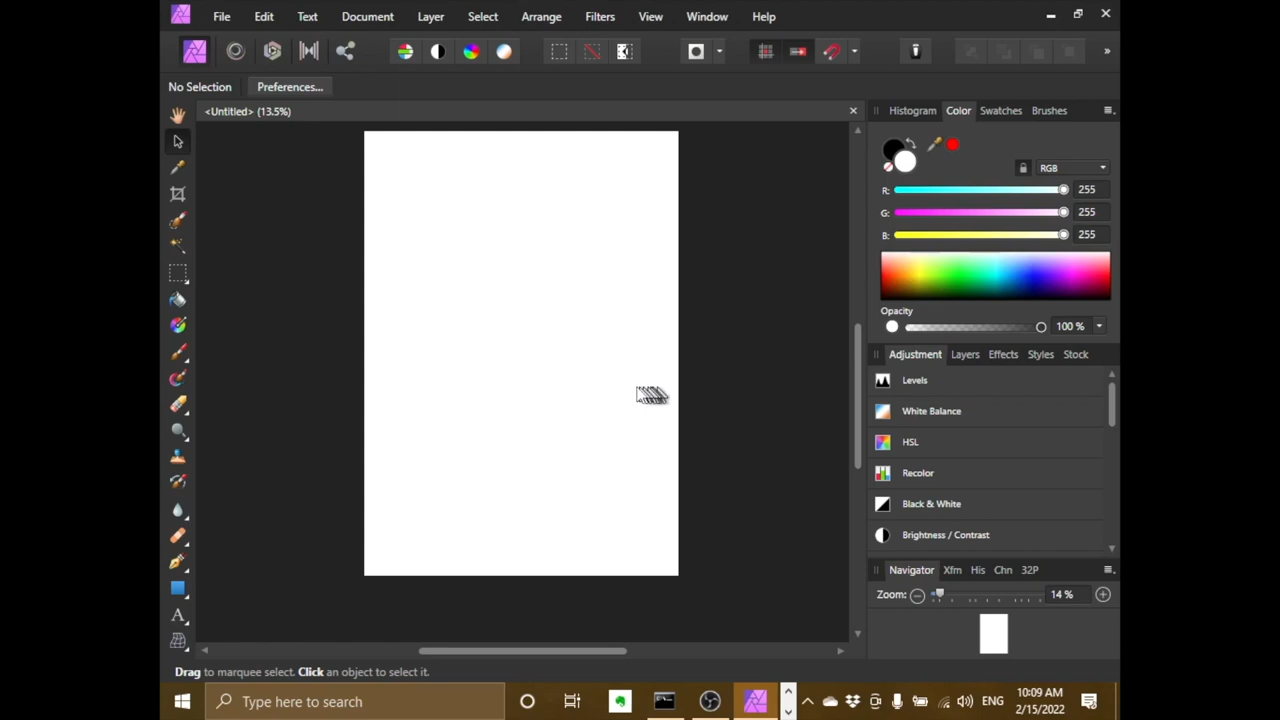 File Edit Text Document Layer Select Arrange Filters View Window Help
No Selection Preferences...
<Untitled> (13.5%)
Histogram Color Swatches Brushes
RGB
R: 255
G: 255
B: 255
Opacity
100 %
Adjustment Layers Effects Styles Stock
Levels
White Balance
HSL
Recolor
Black & White
Brightness / Contrast
Navigator Xfm His Chn 32P
Zoom: 14 %
Drag to marquee select. Click an object to select it.
Type here to search
ENG
10:09 AM
2/15/2022